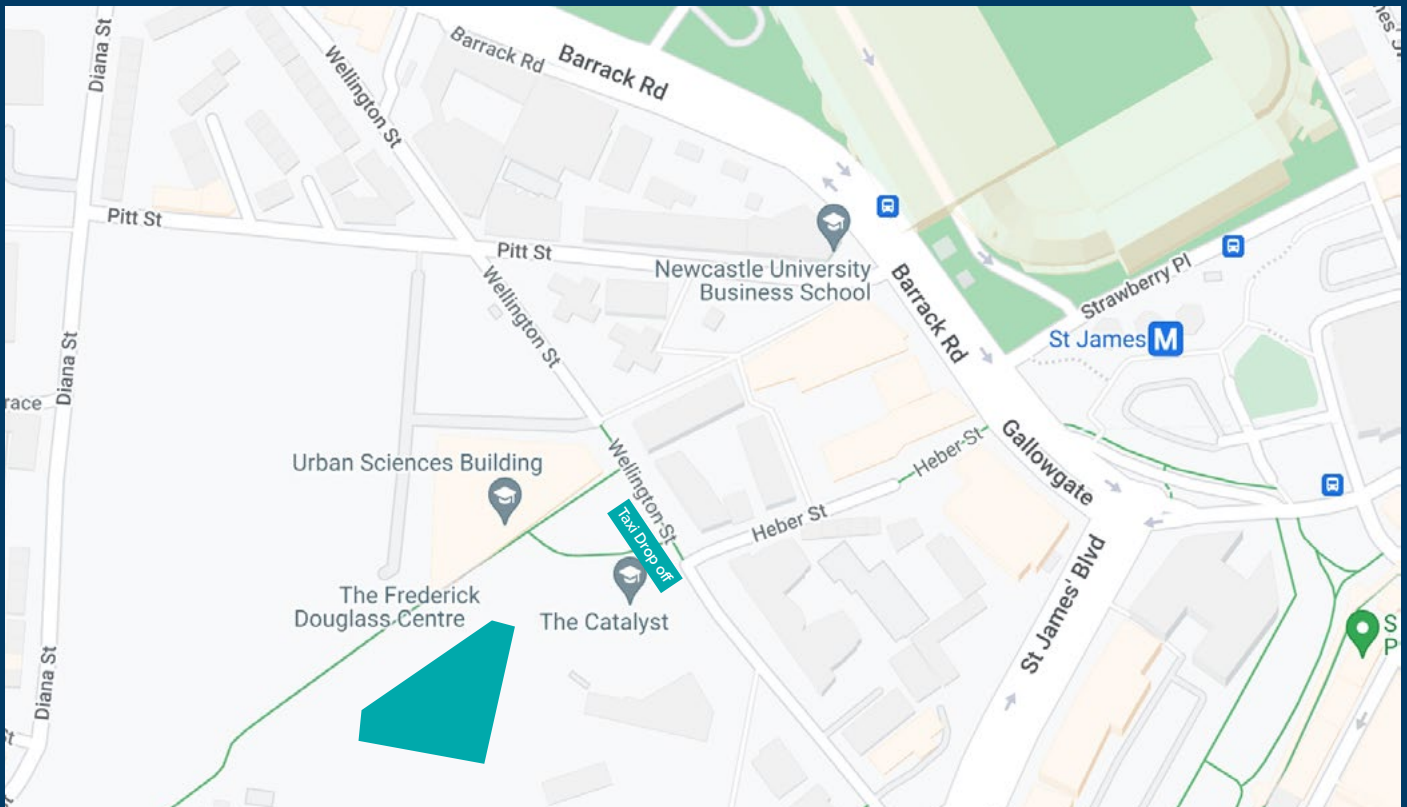 Diana St
Wellington St
Barrack Rd
Barrack Rd
Pitt St
Pitt St
Newcastle University
Business School
Wellington St
Barrack Rd
Strawberry Pl
St James
M
Diana St
race
Urban Sciences Building
Wellington St
Heber St
Gallowgate
Taxi Drop off
Heber St
The Frederick
Douglass Centre
The Catalyst
St James' Blvd
Diana St
S
P